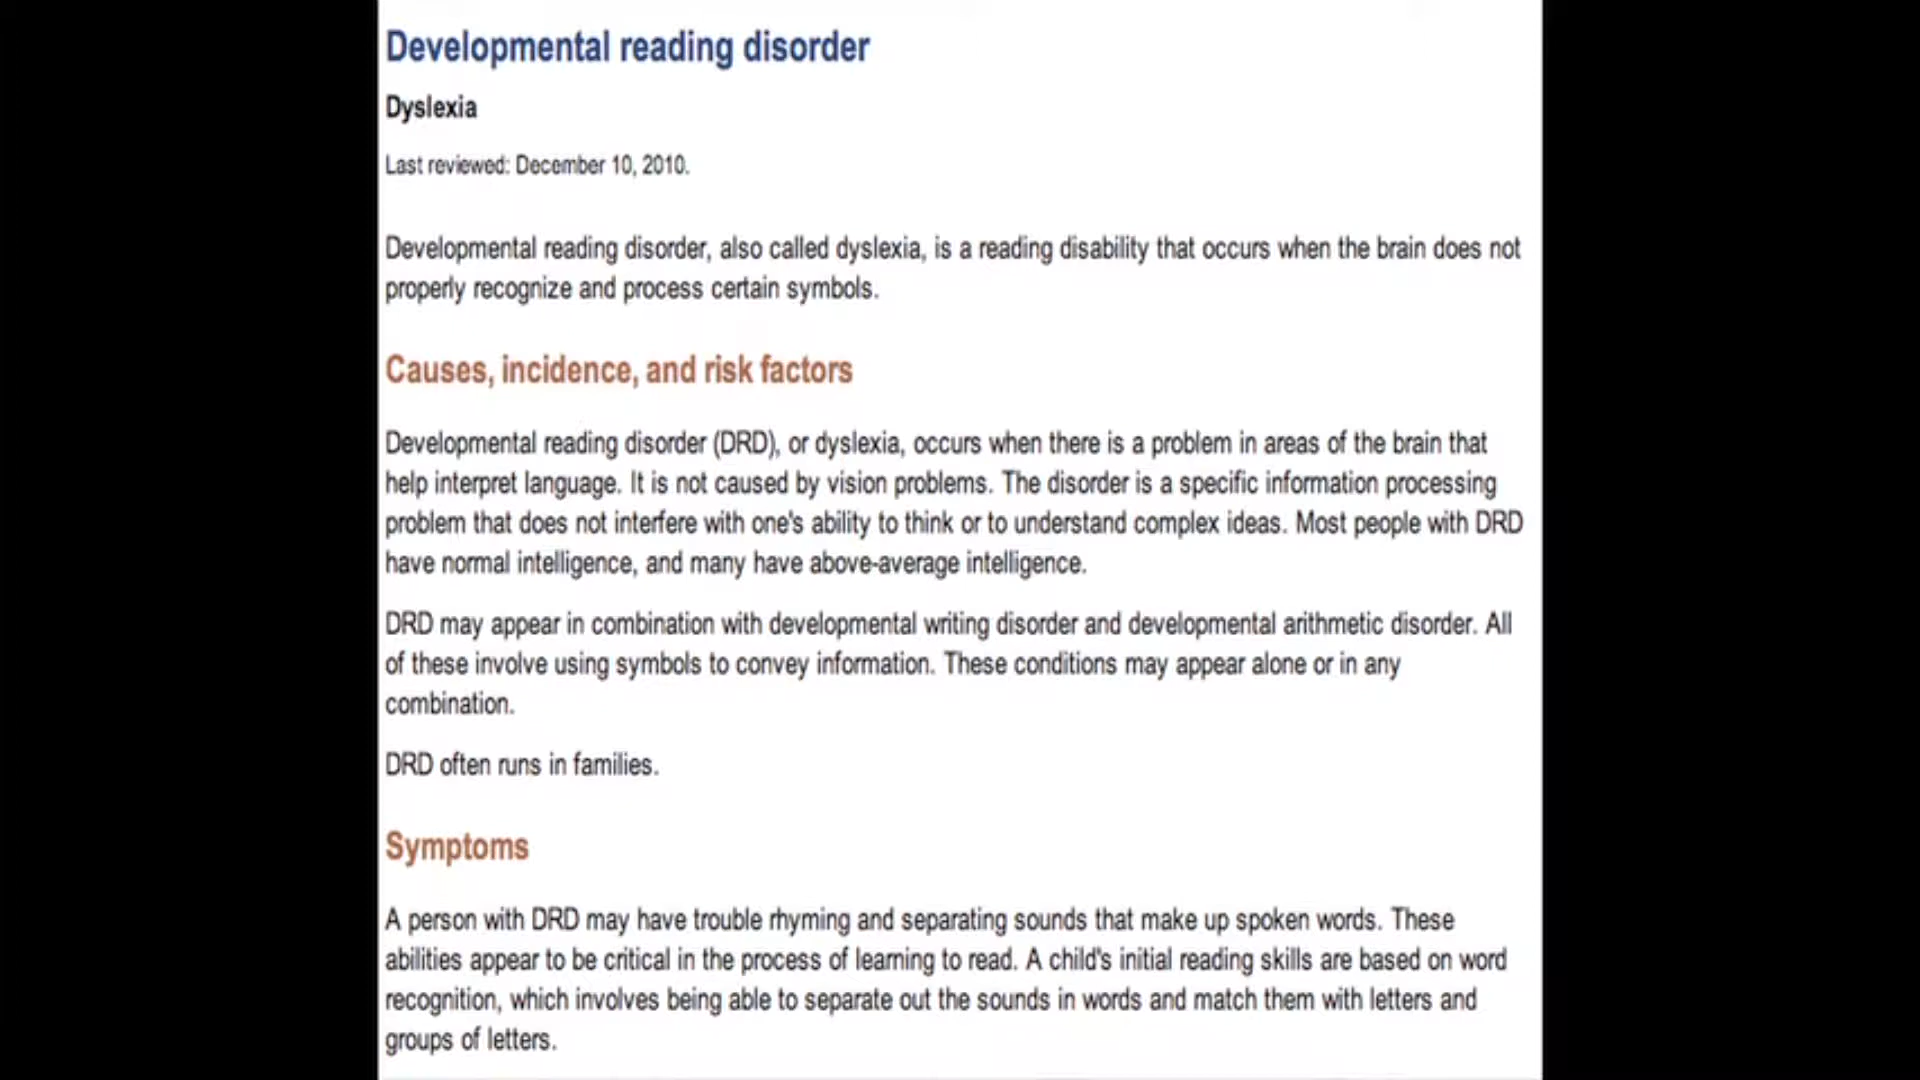 Developmental reading disorder
Dyslexia
Last reviewed: December 10, 2010.
Developmental reading disorder, also called dyslexia, is a reading disability that occurs when the brain does not
properly recognize and process certain symbols.
Causes, incidence, and risk factors
Developmental reading disorder (DRD), or dyslexia, occurs when there is a problem in areas of the brain that
help interpret language. It is not caused by vision problems. The disorder is a specific information processing
problem that does not interfere with one's ability to think or to understand complex ideas. Most people with DRD
have normal intelligence, and many have above-average intelligence.
DRD may appear in combination with developmental writing disorder and developmental arithmetic disorder. All
of these involve using symbols to convey information. These conditions may appear alone or in any
combination.
DRD often runs in families.
Symptoms
A person with DRD may have trouble rhyming and separating sounds that make up spoken words. These
abilities appear to be critical in the process of learning to read. A child's initial reading skills are based on word
recognition, which involves being able to separate out the sounds in words and match them with letters and
groups of letters.